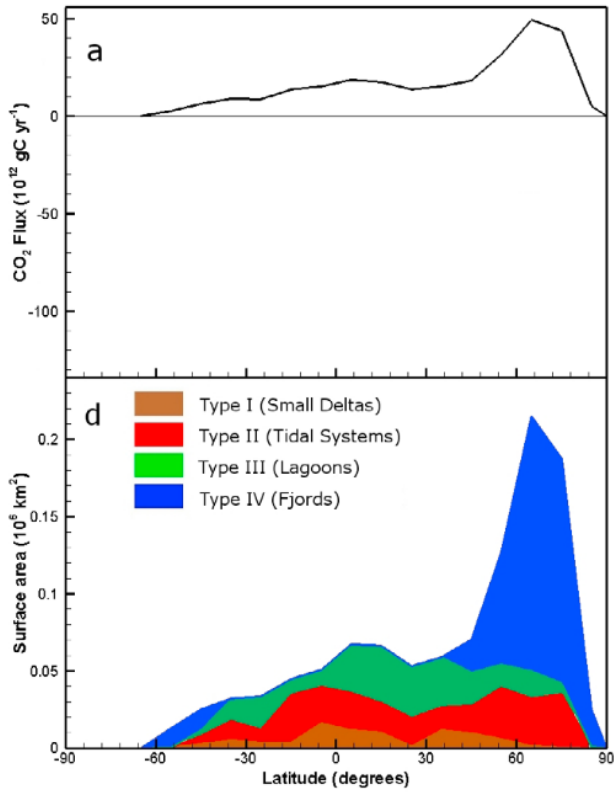 50
a
0
-50
-100
CO2 Flux (10^12 gC yr^-1)
d
Type I (Small Deltas)
Type II (Tidal Systems)
Type III (Lagoons)
Type IV (Fjords)
0.2
0.15
0.1
0.05
0
Surface area (10^6 km^2)
-90 -60 -30 0 30 60 90
Latitude (degrees)